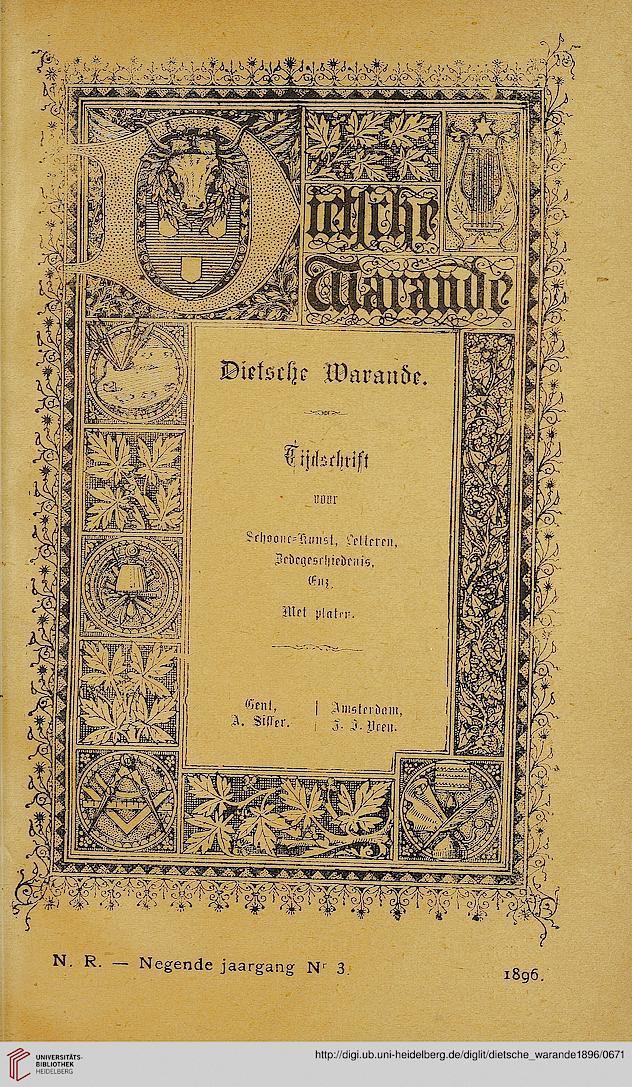 Dietsche
Warande
Dietsche Warande.
Tijdschrift
voor
Schoone-Kunst, Letteren,
Zedegeschiedenis,
Enz.
Met platen.
Gent,
A. Siffer.
Amsterdam,
N. R. — Negende jaargang Nr 3.
1896.
UNIVERSITÄTS-
BIBLIOTHEK
HEIDELBERG
http://digi.ub.uni-heidelberg.de/diglit/dietsche_warande1896/0671